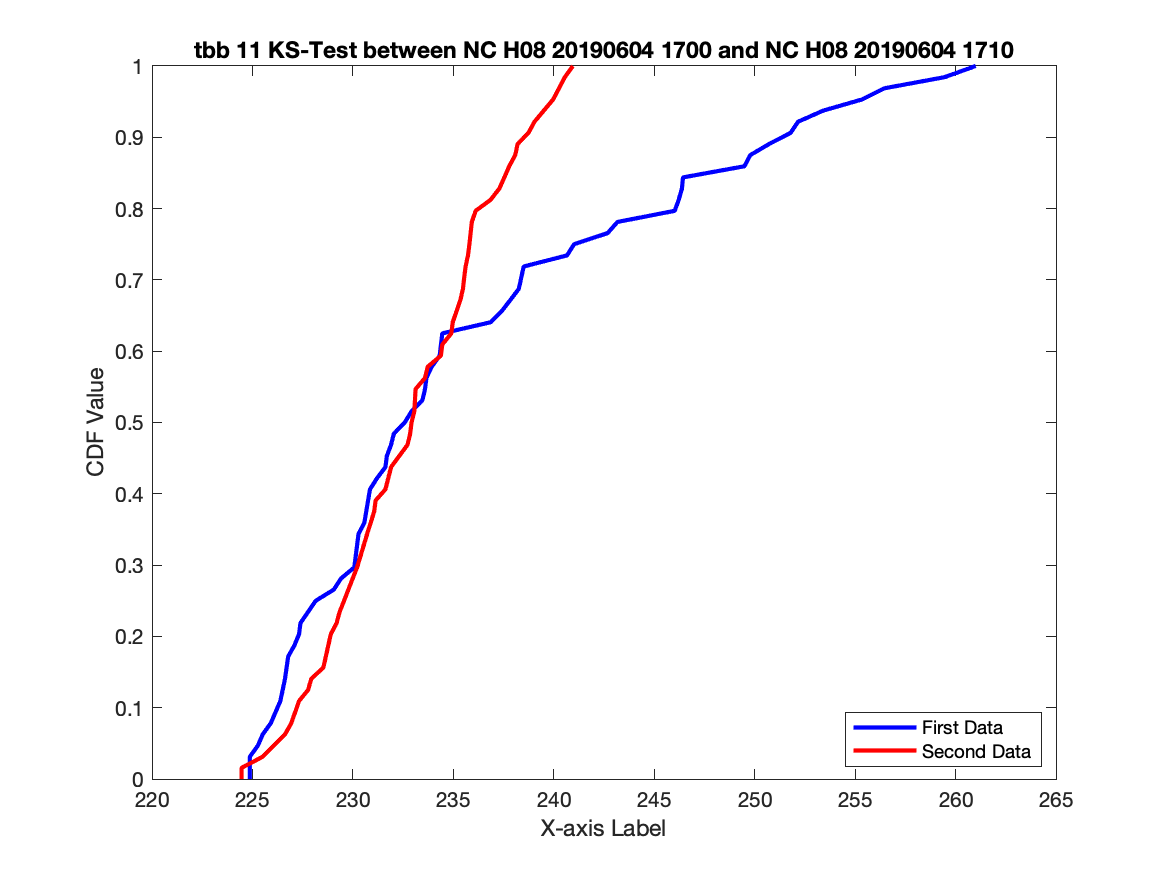 tbb 11 KS-Test between NC H08 20190604 1700 and NC H08 20190604 1710
1
0.9
0.8
0.7
0.6
0.5
0.4
0.3
0.2
0.1
0
CDF Value
First Data
Second Data
220 225 230 235 240 245 250 255 260 265
X-axis Label